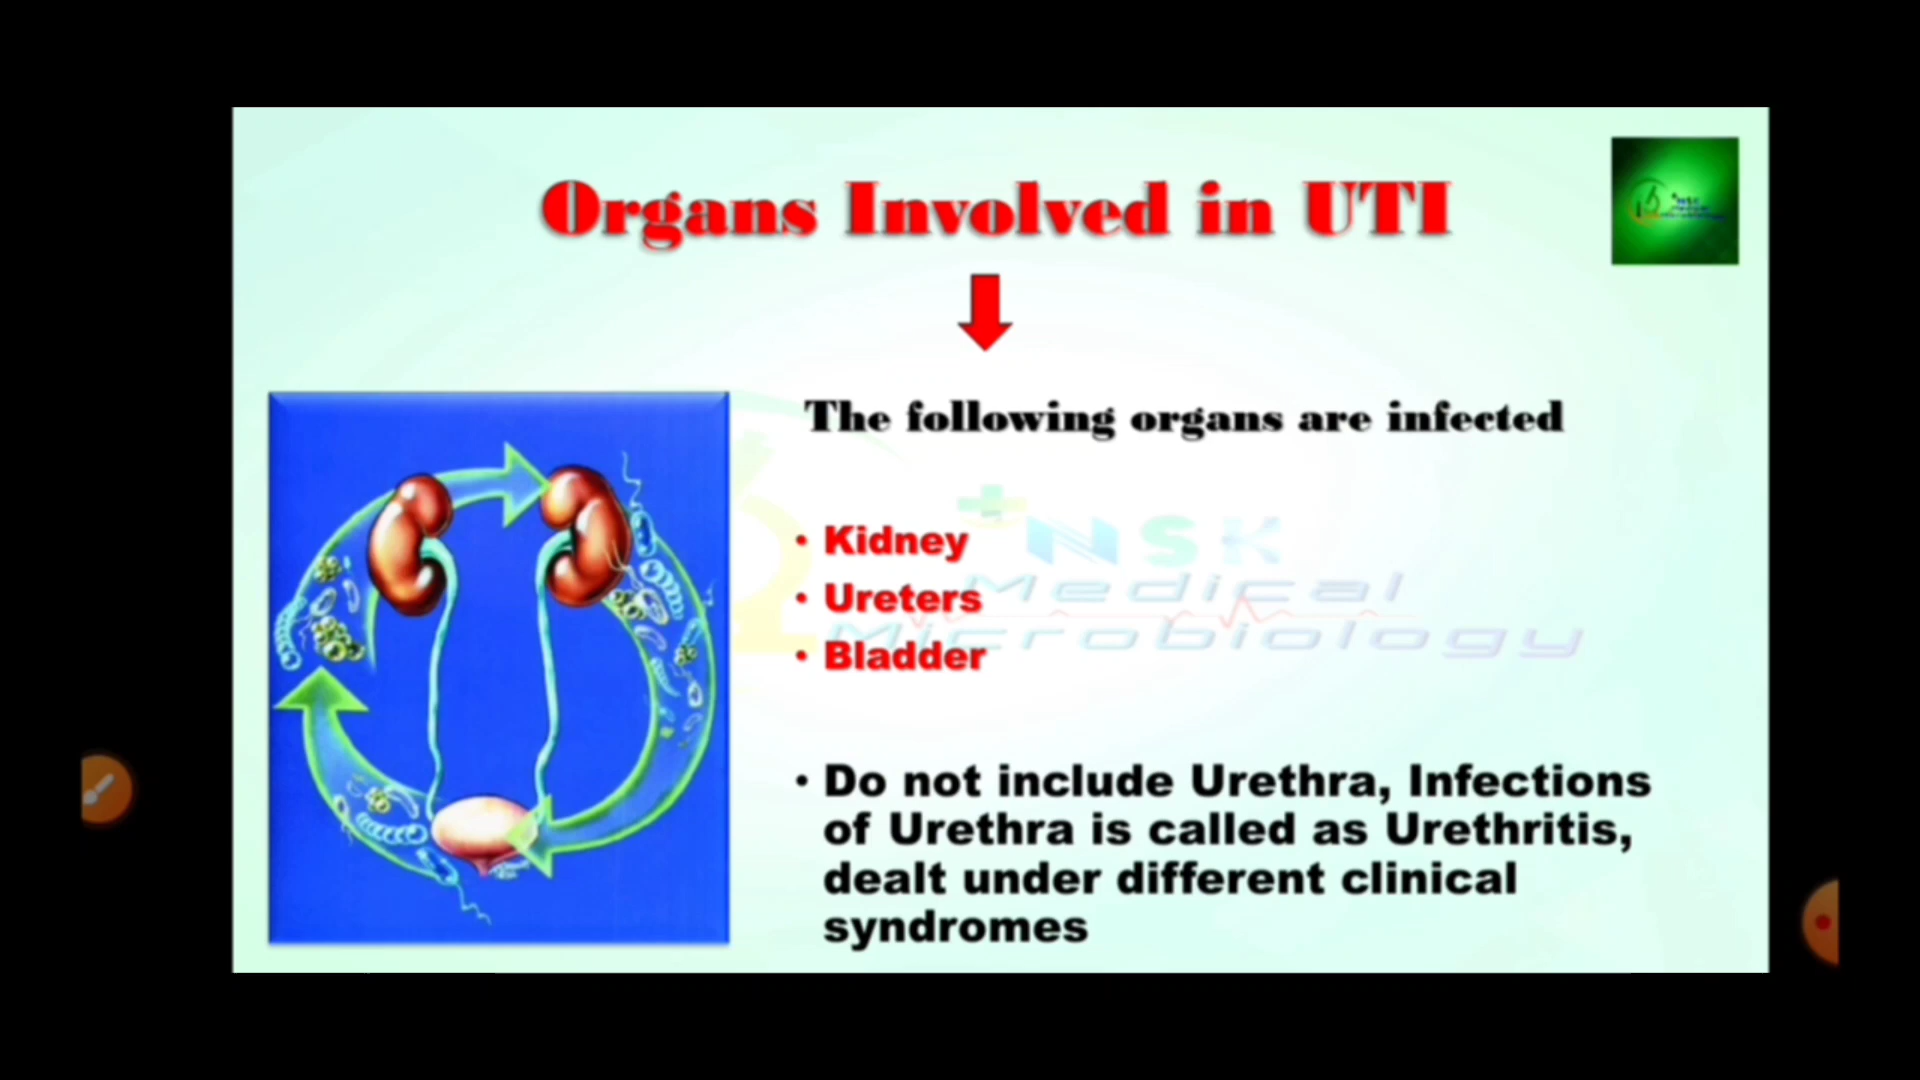 Organs Involved in UTI
The following organs are infected
• Kidney
• Ureters
• Bladder
• Do not include Urethra, Infections
of Urethra is called as Urethritis,
dealt under different clinical
syndromes
NSK
Medical
Microbiology